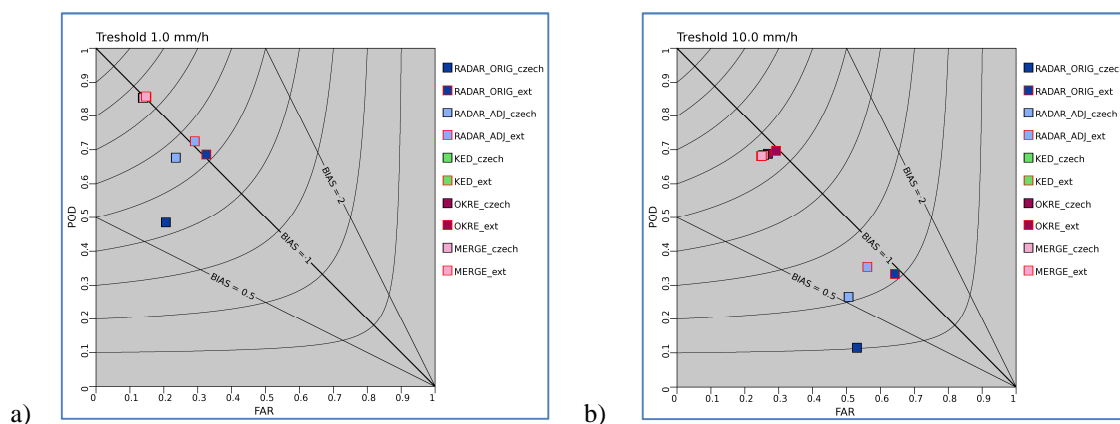 Treshold 1.0 mm/h
1
0.9
0.8
0.7
0.6
0.5
0.4
0.3
0.2
0.1
0
POD
0 0.1 0.2 0.3 0.4 0.5 0.6 0.7 0.8 0.9 1
FAR
BIAS = 2
BIAS = 1
BIAS = 0.5
RADAR_ORIG_czech
RADAR_ORIG_ext
RADAR_ADJ_czech
RADAR_ADJ_ext
KED_czech
KED_ext
OKRE_czech
OKRE_ext
MERGE_czech
MERGE_ext
a)
Treshold 10.0 mm/h
1
0.9
0.8
0.7
0.6
0.5
0.4
0.3
0.2
0.1
0
POD
0 0.1 0.2 0.3 0.4 0.5 0.6 0.7 0.8 0.9 1
FAR
BIAS = 2
BIAS = 1
BIAS = 0.5
RADAR_ORIG_czech
RADAR_ORIG_ext
RADAR_ADJ_czech
RADAR_ADJ_ext
KED_czech
KED_ext
OKRE_czech
OKRE_ext
MERGE_czech
MERGE_ext
b)